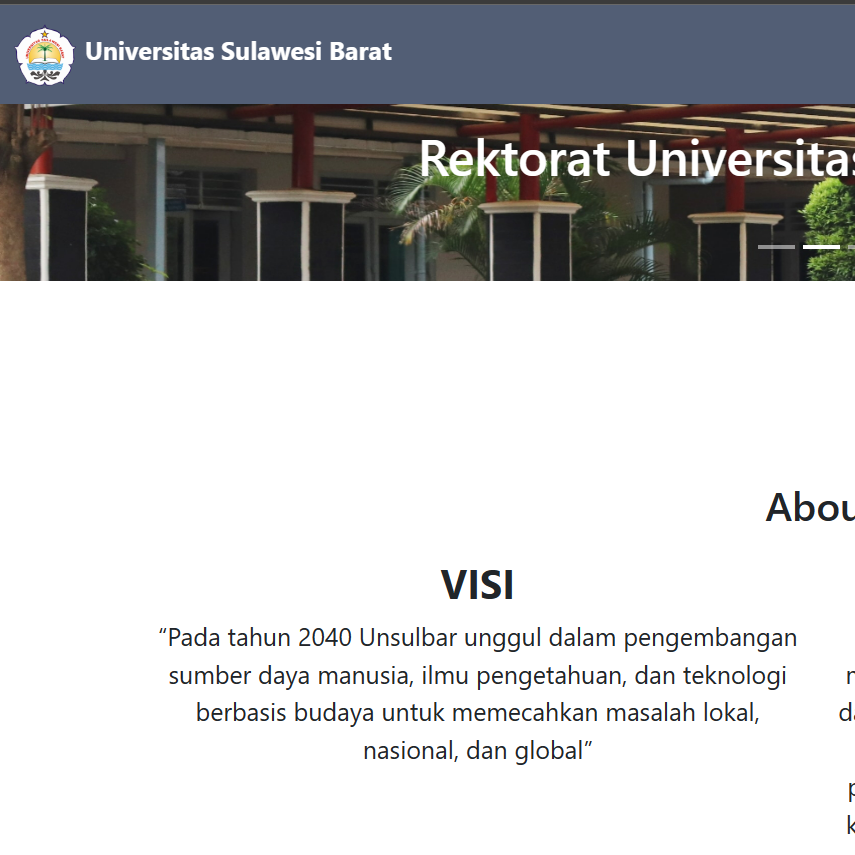 Universitas Sulawesi Barat
Rektorat Universitas
Abou
VISI
“Pada tahun 2040 Unsulbar unggul dalam pengembangan
sumber daya manusia, ilmu pengetahuan, dan teknologi
berbasis budaya untuk memecahkan masalah lokal,
nasional, dan global”